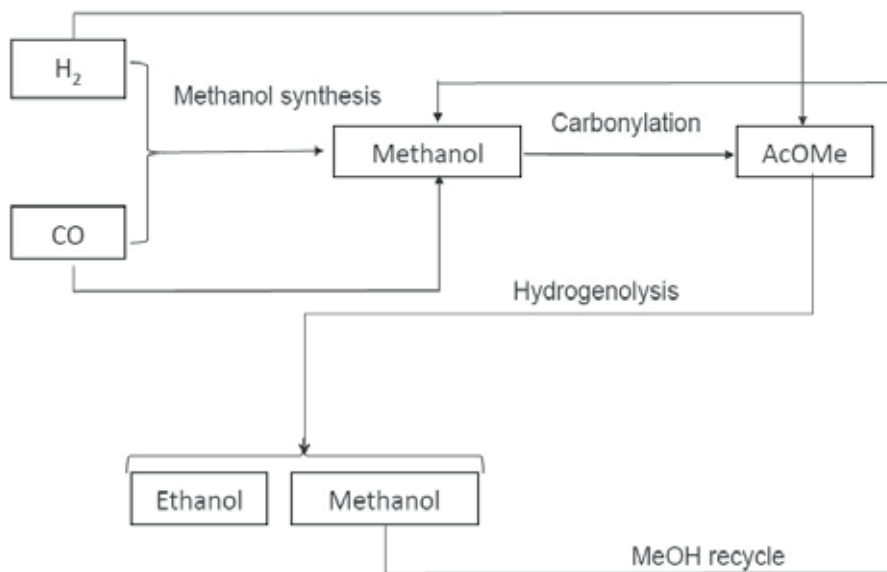 H₂
Methanol synthesis
Methanol
Carbonylation
AcOMe
CO
Hydrogenolysis
Ethanol
Methanol
MeOH recycle